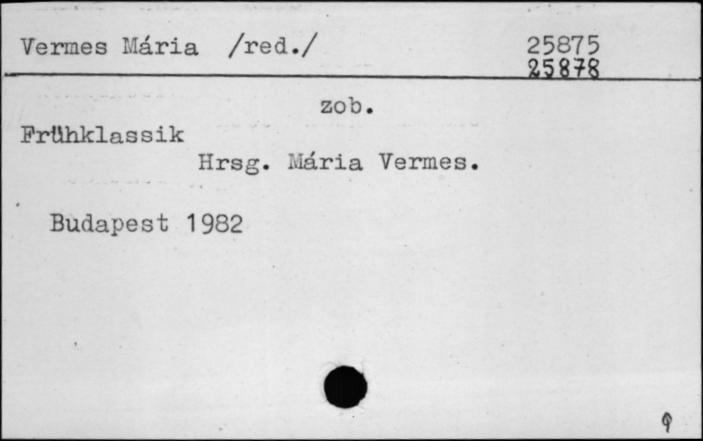 Vermes Mária /red./ 25875
25878
zob.
Frühklassik
Hrsg. Mária Vermes.
Budapest 1982